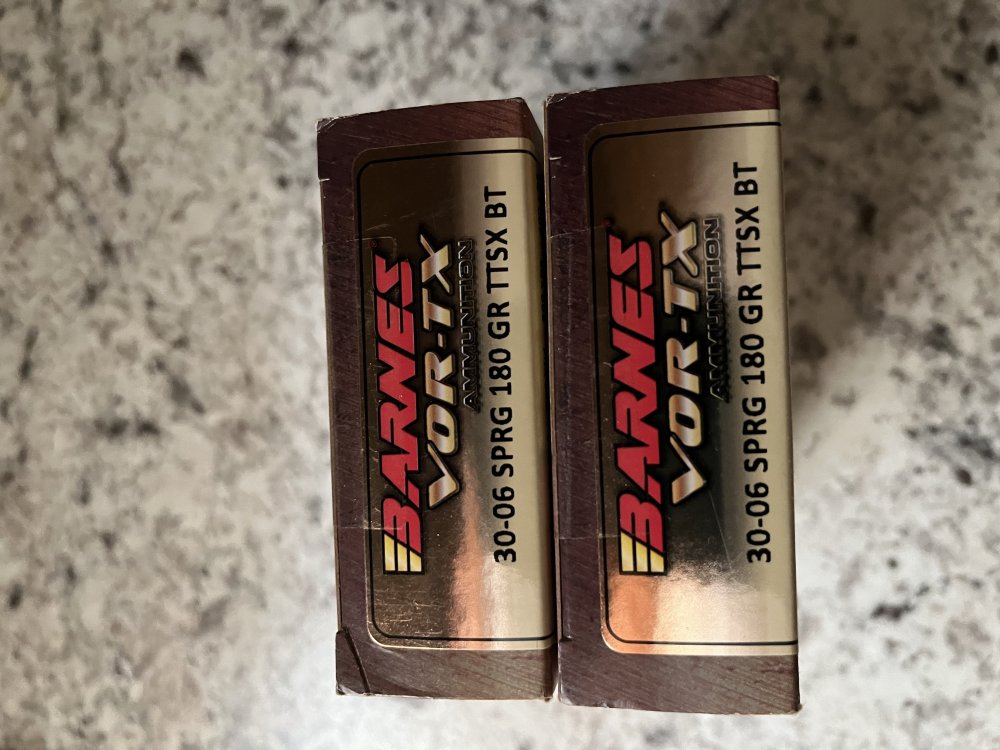 BARNES
VOR-TX
AMMUNITION
30-06 SPRG 180 GR TTSX BT
BARNES
VOR-TX
AMMUNITION
30-06 SPRG 180 GR TTSX BT